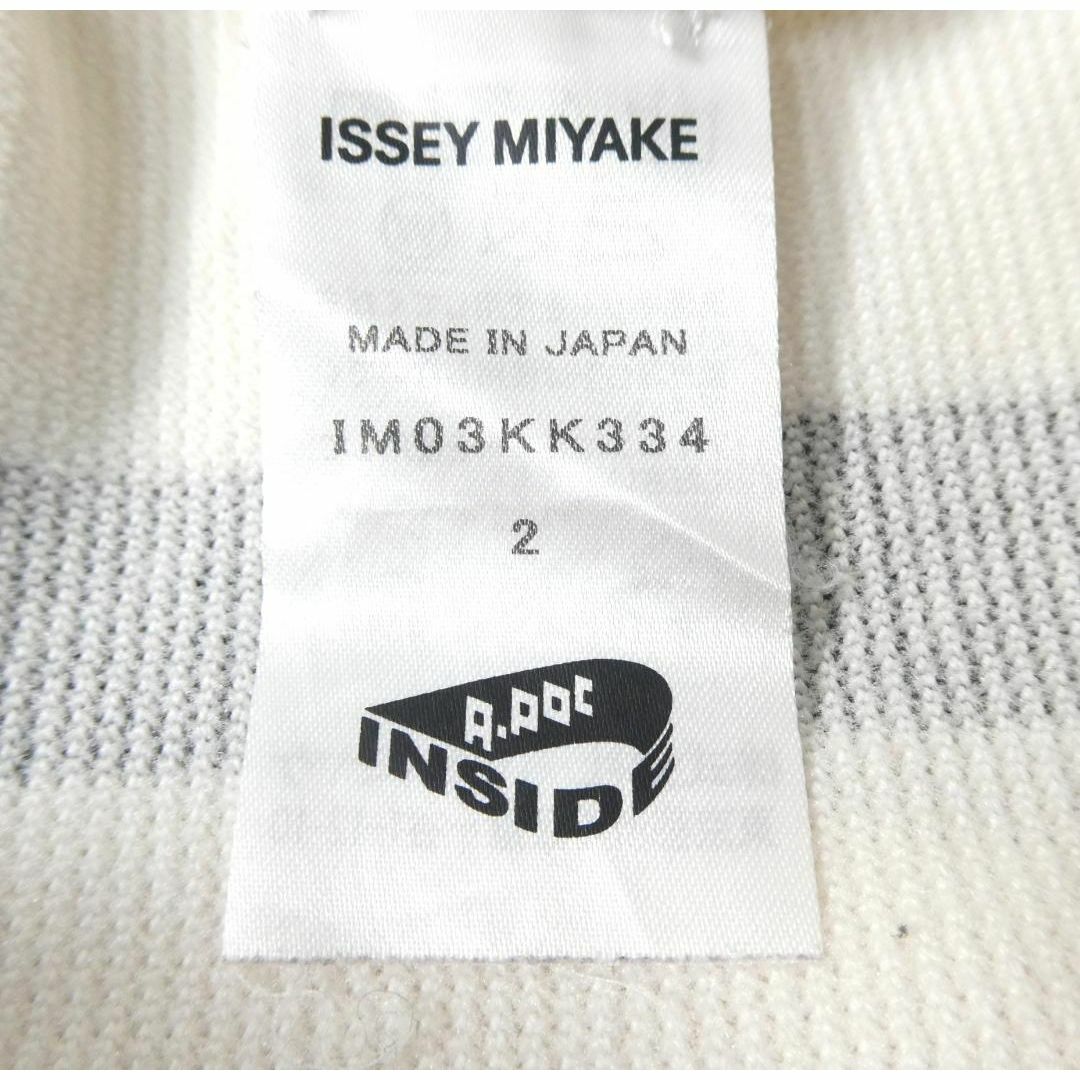 ISSEY MIYAKE
MADE IN JAPAN
IM03KK334
2
A-POC
INSIDE